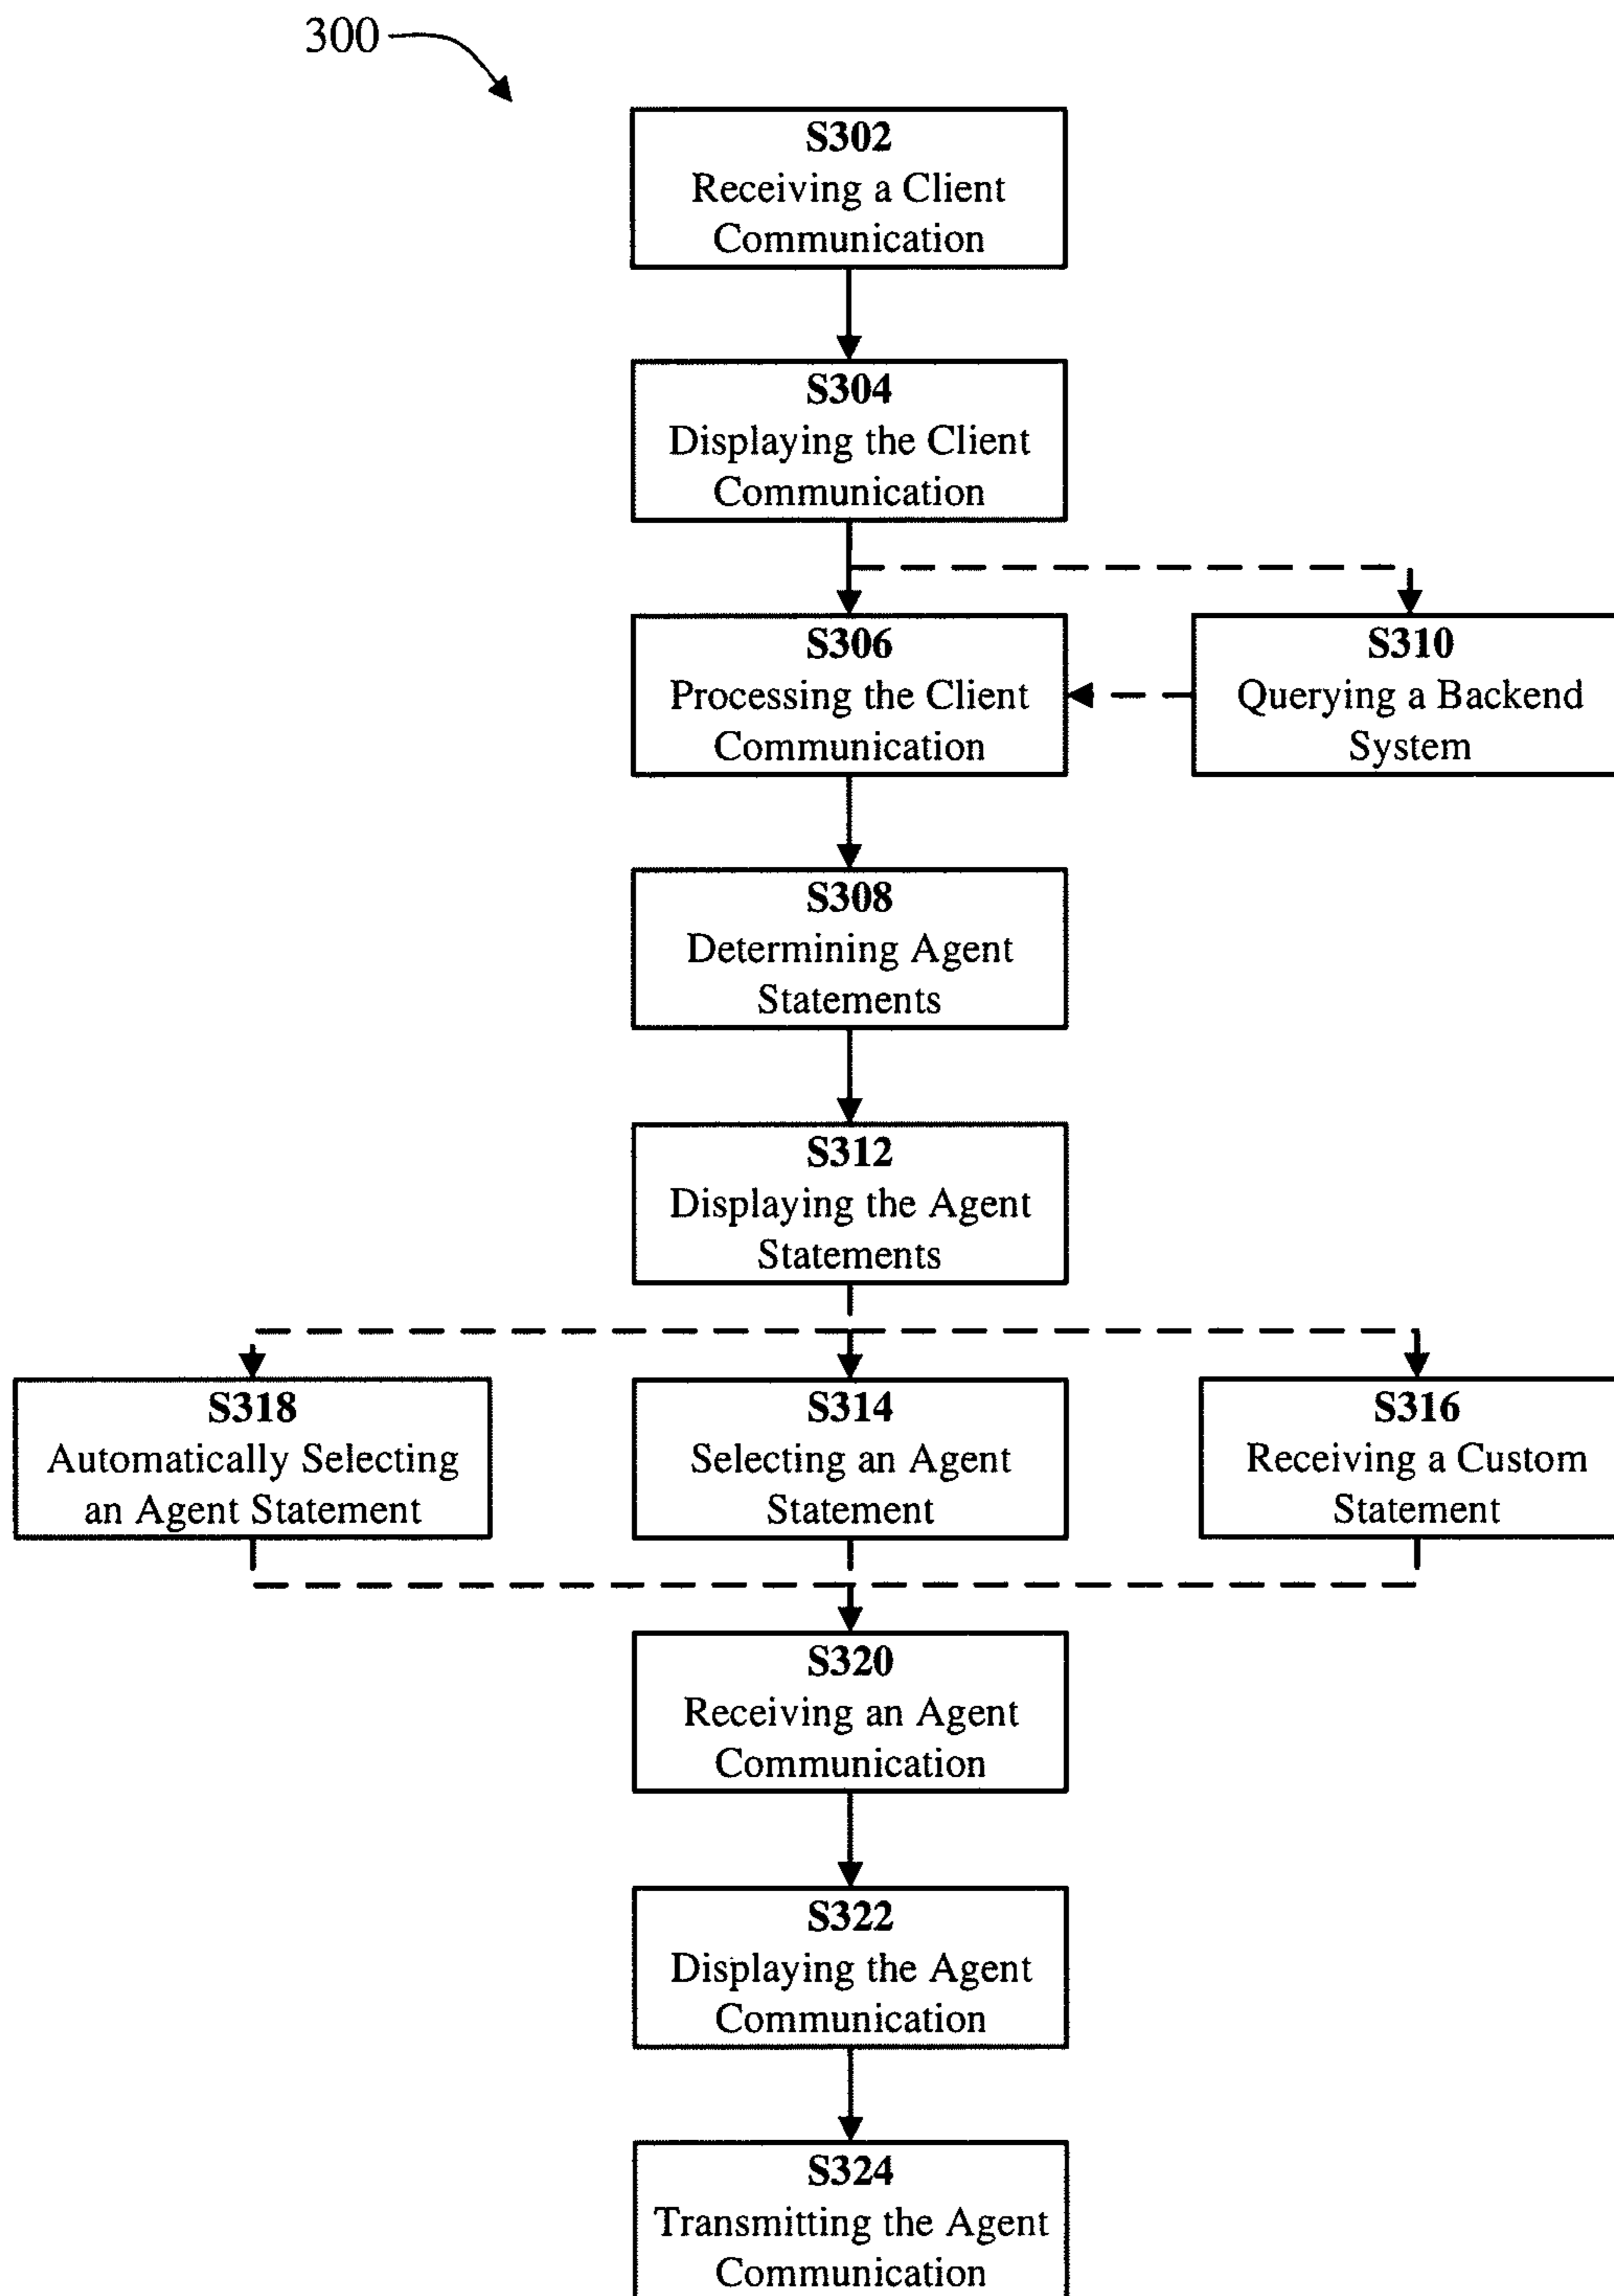 300
S302
Receiving a Client
Communication
S304
Displaying the Client
Communication
S306
Processing the Client
Communication
S310
Querying a Backend
System
S308
Determining Agent
Statements
S312
Displaying the Agent
Statements
S318
Automatically Selecting
an Agent Statement
S314
Selecting an Agent
Statement
S316
Receiving a Custom
Statement
S320
Receiving an Agent
Communication
S322
Displaying the Agent
Communication
S324
Transmitting the Agent
Communication